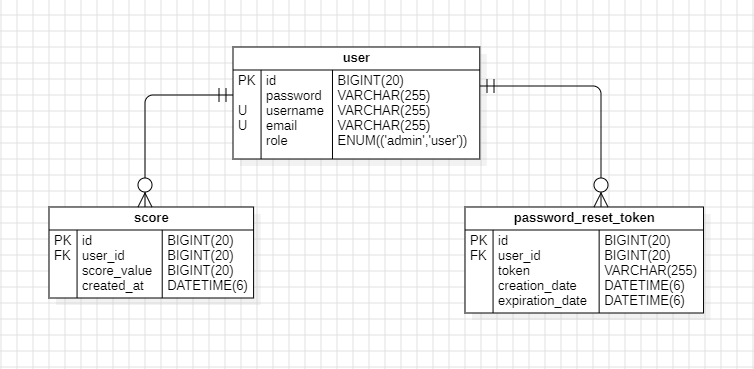 user
PK id BIGINT(20)
password VARCHAR(255)
U username VARCHAR(255)
U email VARCHAR(255)
role ENUM(('admin','user'))
score
PK id BIGINT(20)
FK user_id BIGINT(20)
score_value BIGINT(20)
created_at DATETIME(6)
password_reset_token
PK id BIGINT(20)
FK user_id BIGINT(20)
token VARCHAR(255)
creation_date DATETIME(6)
expiration_date DATETIME(6)